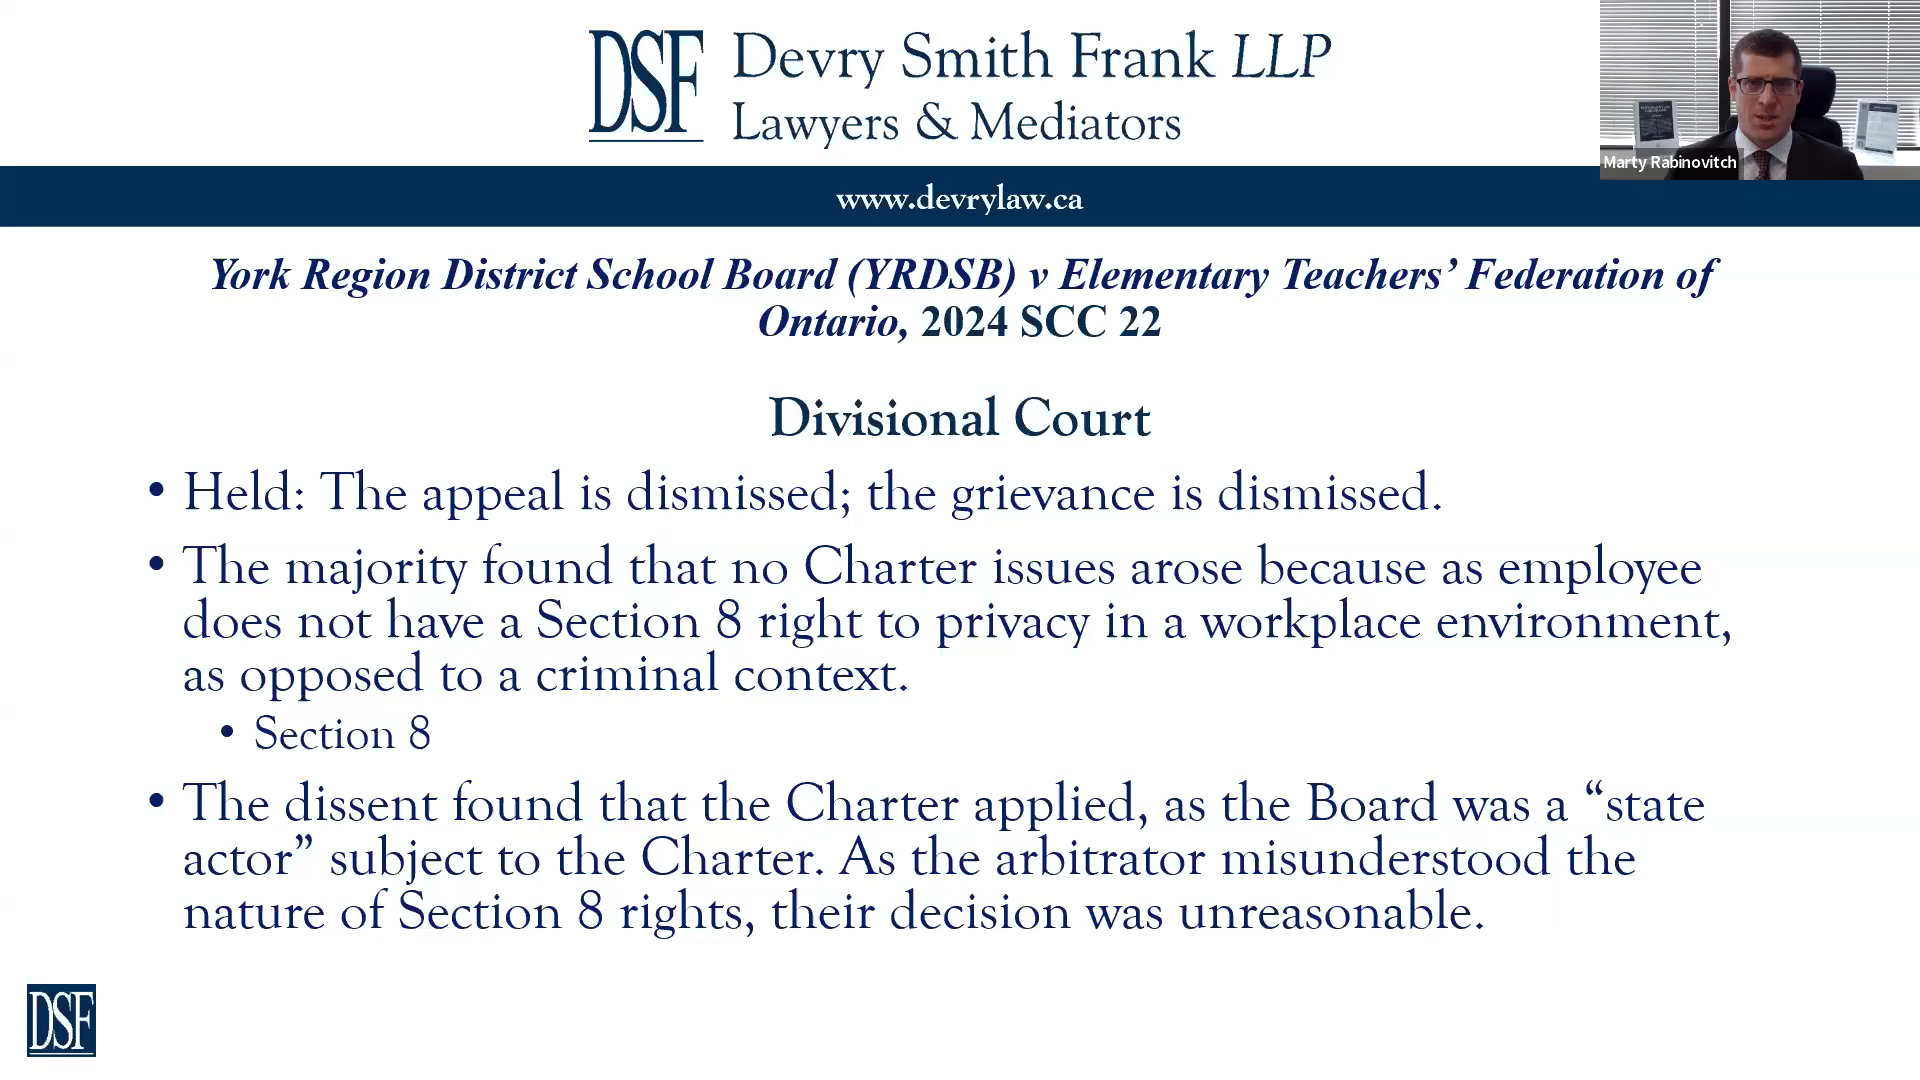 DSF
Devry Smith Frank LLP
Lawyers & Mediators
Marty Rabinovitch
www.devrylaw.ca
York Region District School Board (YRDSB) v Elementary Teachers’ Federation of
Ontario, 2024 SCC 22
Divisional Court
• Held: The appeal is dismissed; the grievance is dismissed.
• The majority found that no Charter issues arose because as employee
does not have a Section 8 right to privacy in a workplace environment,
as opposed to a criminal context.
• Section 8
• The dissent found that the Charter applied, as the Board was a “state
actor” subject to the Charter. As the arbitrator misunderstood the
nature of Section 8 rights, their decision was unreasonable.
DSF